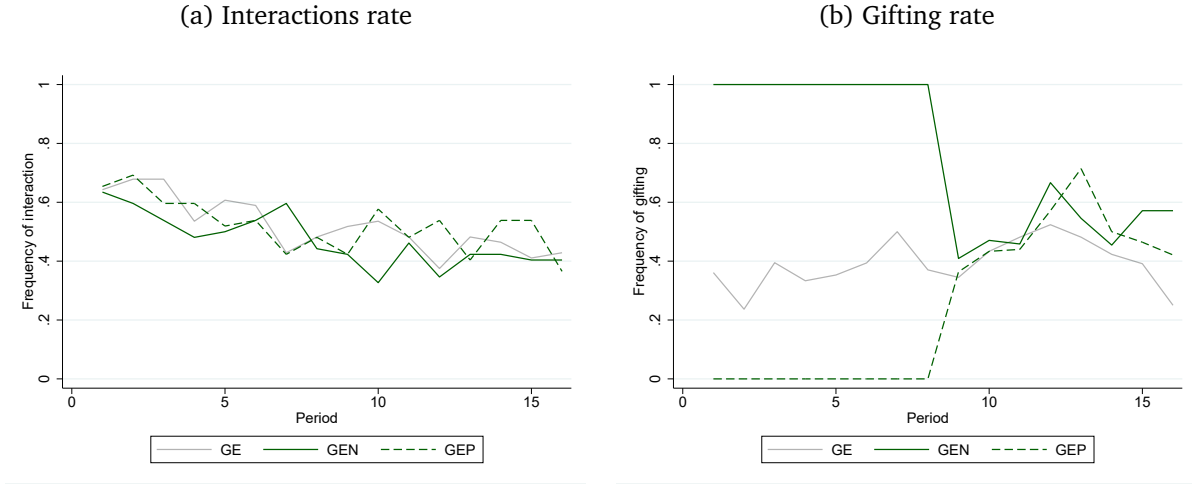 (a) Interactions rate
Frequency of interaction
1
.8
.6
.4
.2
0
0 5 10 15
Period
GE GEN GEP
(b) Gifting rate
Frequency of gifting
1
.8
.6
.4
.2
0
0 5 10 15
Period
GE GEN GEP